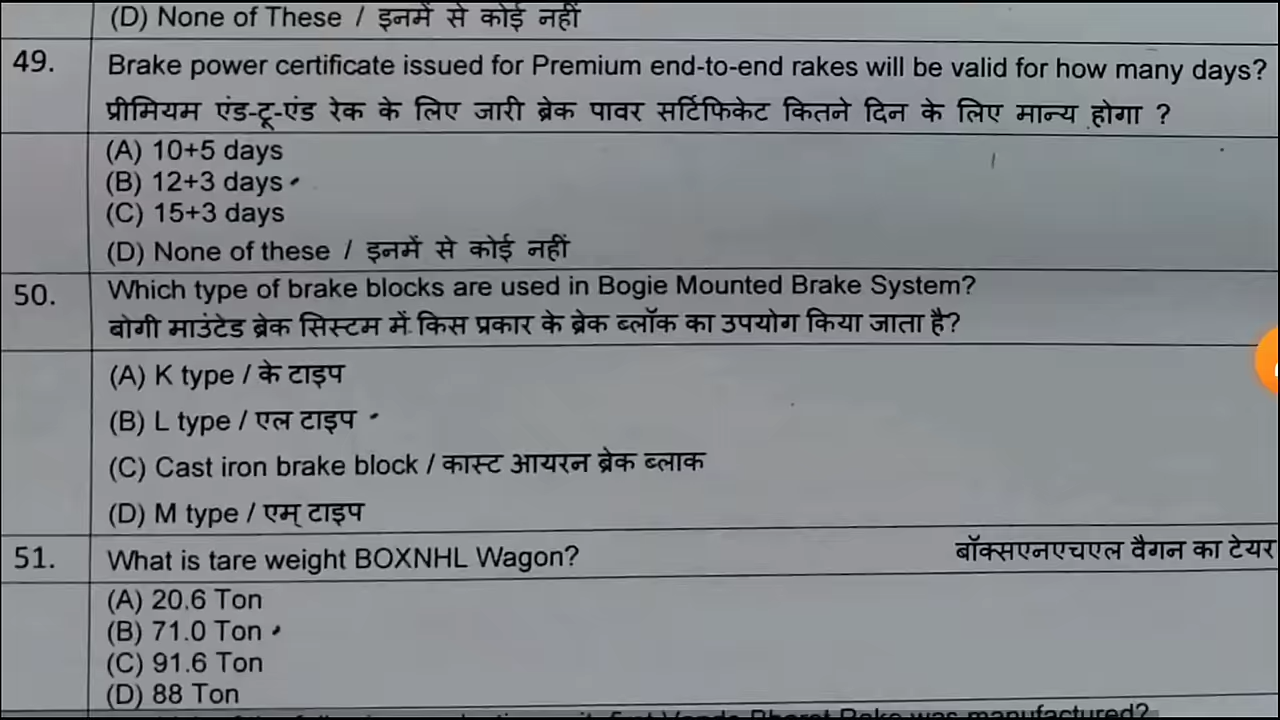 (D) None of These / इनमें से कोई नहीं
49. Brake power certificate issued for Premium end-to-end rakes will be valid for how many days?
प्रीमियम एंड-टू-एंड रेक के लिए जारी ब्रेक पावर सर्टिफिकेट कितने दिन के लिए मान्य होगा ?
(A) 10+5 days
(B) 12+3 days
(C) 15+3 days
(D) None of these / इनमें से कोई नहीं
50. Which type of brake blocks are used in Bogie Mounted Brake System?
बोगी माउंटेड ब्रेक सिस्टम में किस प्रकार के ब्रेक ब्लॉक का उपयोग किया जाता है?
(A) K type / के टाइप
(B) L type / एल टाइप
(C) Cast iron brake block / कास्ट आयरन ब्रेक ब्लाक
(D) M type / एम् टाइप
51. What is tare weight BOXNHL Wagon? बॉक्सएनएचएल वैगन का टेयर
(A) 20.6 Ton
(B) 71.0 Ton
(C) 91.6 Ton
(D) 88 Ton